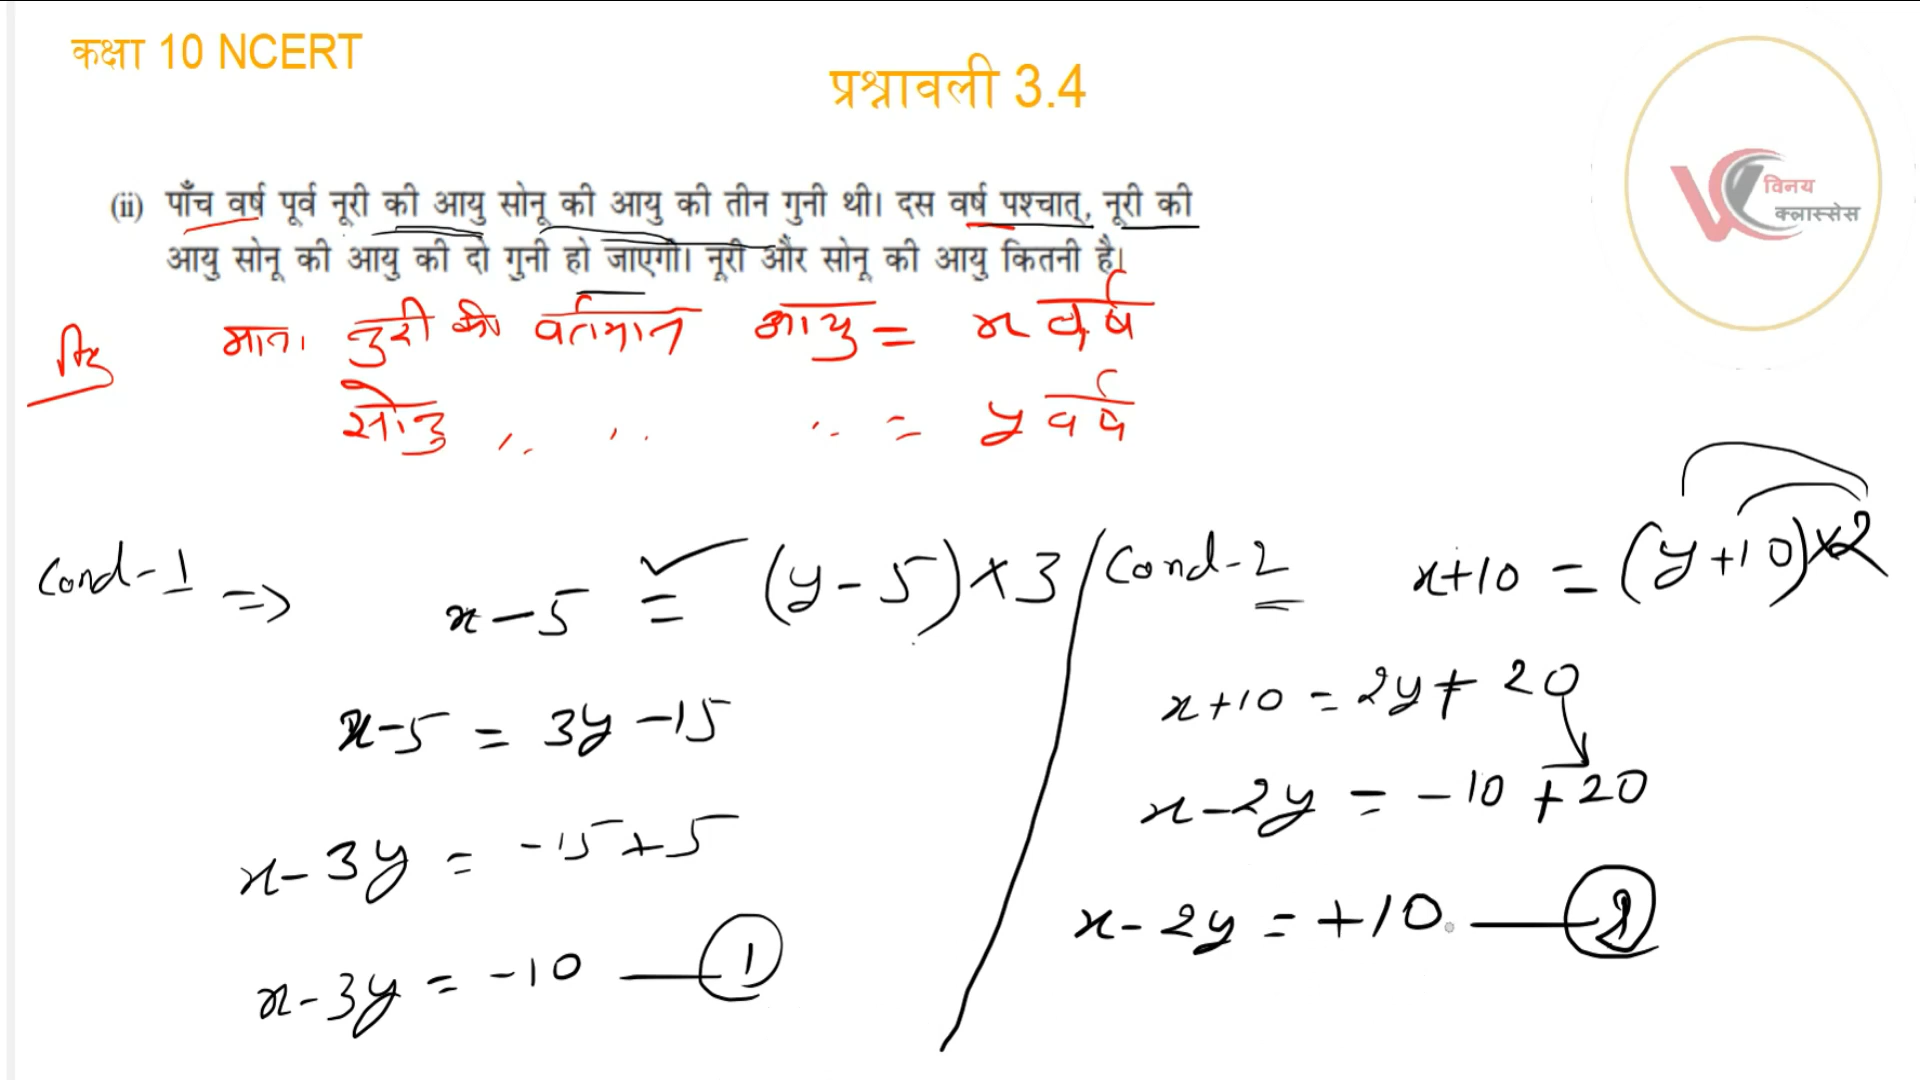 कक्षा 10 NCERT
प्रश्नावली 3.4
विनय
क्लास्सेस
(ii) पाँच वर्ष पूर्व नूरी की आयु सोनू की आयु की तीन गुनी थी। दस वर्ष पश्चात्, नूरी की
आयु सोनू की आयु की दो गुनी हो जाएगी। नूरी और सोनू की आयु कितनी है।
माना नुरी की वर्तमान आयु = x वर्ष
सोनु ,, ,, ,, = y वर्ष
Cond-1 => x-5 = (y-5)×3
x-5 = 3y-15
x-3y = -15+5
x-3y = -10 — 1
Cond-2 x+10 = (y+10)×2
x+10 = 2y+20
x-2y = -10+20
x-2y = +10 — 2